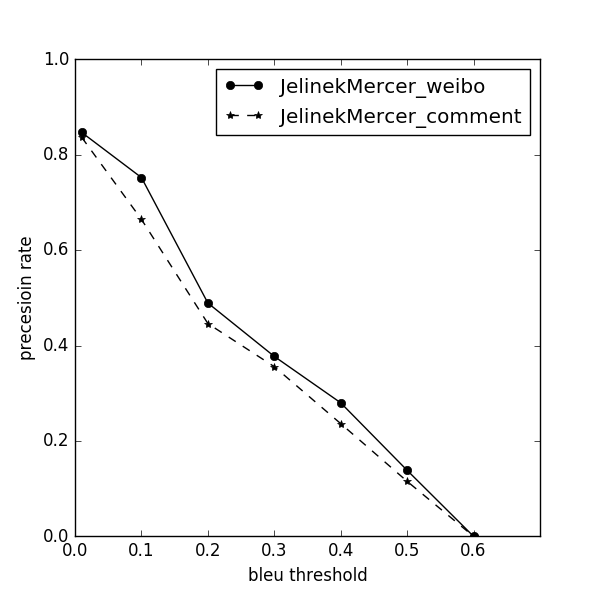 JelinekMercer_weibo
JelinekMercer_comment
1.0
0.8
0.6
0.4
0.2
0.0
precesioin rate
0.0 0.1 0.2 0.3 0.4 0.5 0.6
bleu threshold